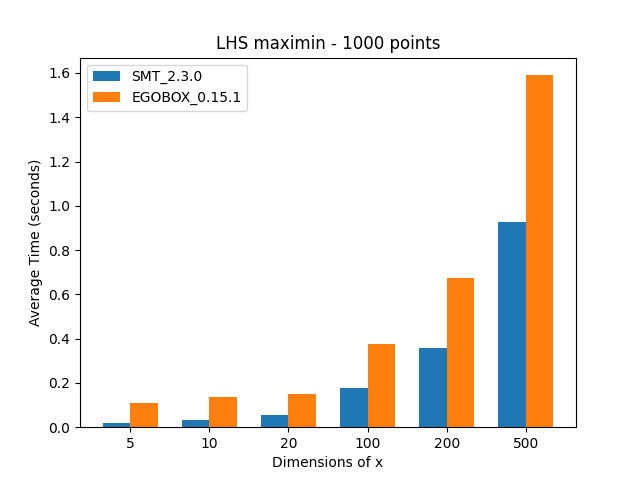 LHS maximin - 1000 points
SMT_2.3.0
EGOBOX_0.15.1
Average Time (seconds)
1.6
1.4
1.2
1.0
0.8
0.6
0.4
0.2
0.0
5 10 20 100 200 500
Dimensions of x